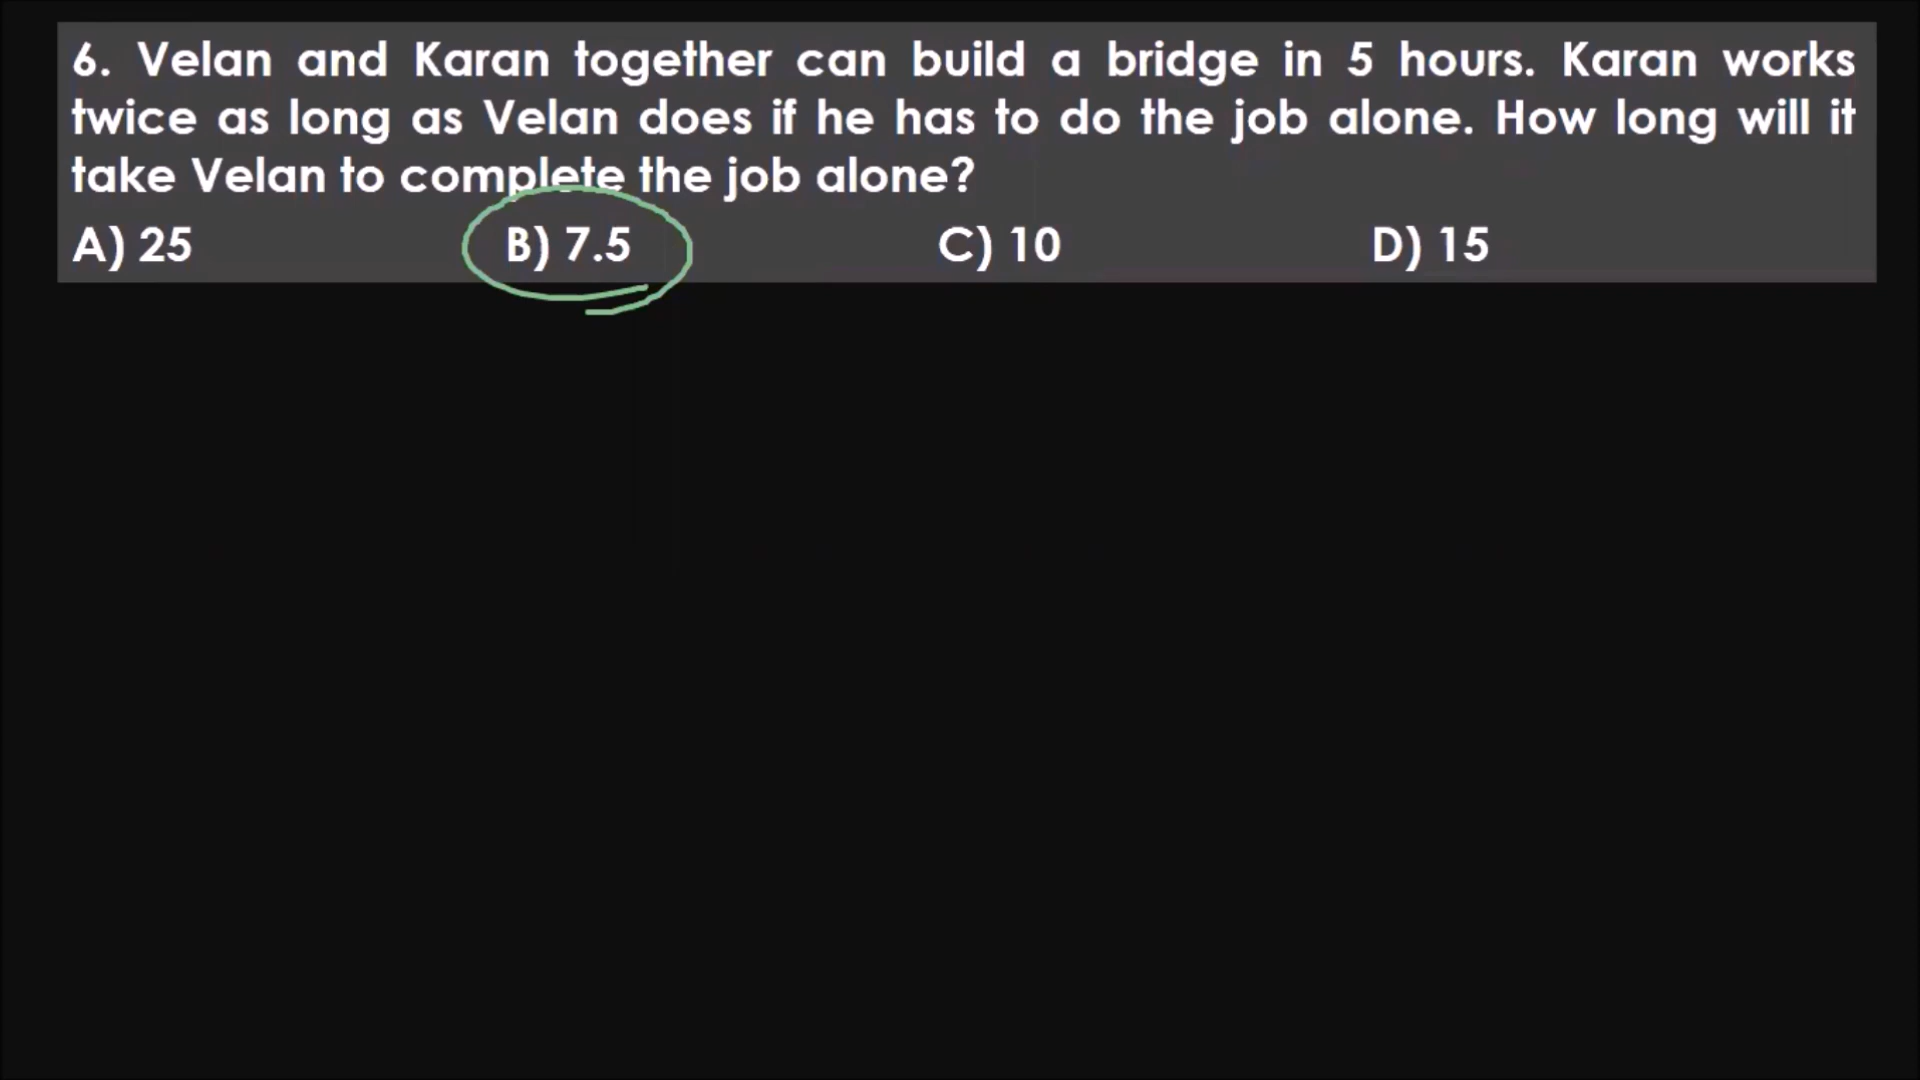 6. Velan and Karan together can build a bridge in 5 hours. Karan works
twice as long as Velan does if he has to do the job alone. How long will it
take Velan to complete the job alone?
A) 25 B) 7.5 C) 10 D) 15